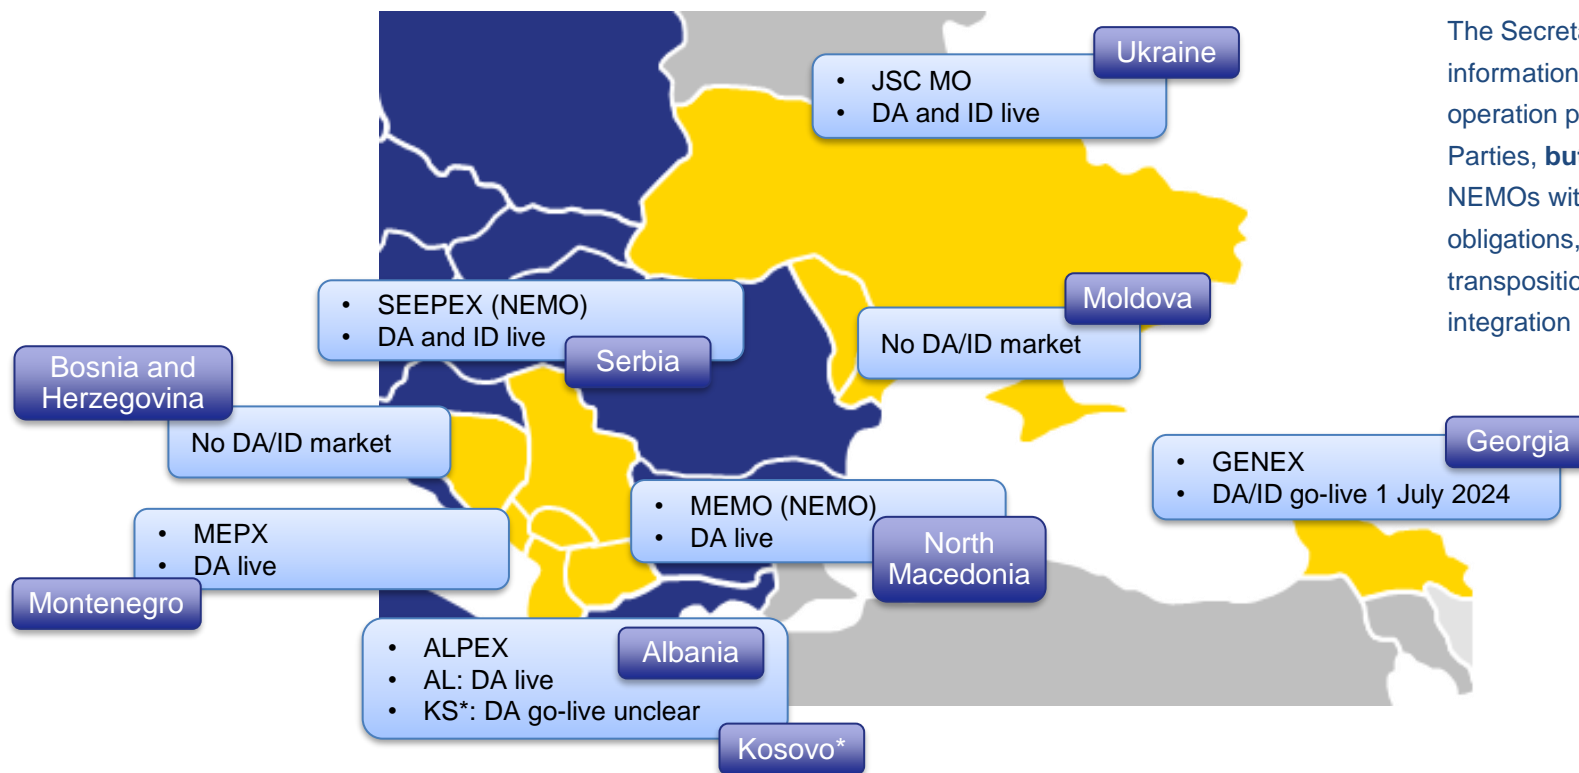 Ukraine
• JSC MO
• DA and ID live
The Secreta
information
operation p
Parties, but
NEMOs wit
obligations,
transpositio
integration
Moldova
No DA/ID market
• SEEPEX (NEMO)
• DA and ID live
Serbia
Bosnia and
Herzegovina
No DA/ID market
Georgia
• GENEX
• DA/ID go-live 1 July 2024
• MEMO (NEMO)
• DA live
North
Macedonia
• MEPX
• DA live
Montenegro
• ALPEX
• AL: DA live
• KS*: DA go-live unclear
Albania
Kosovo*